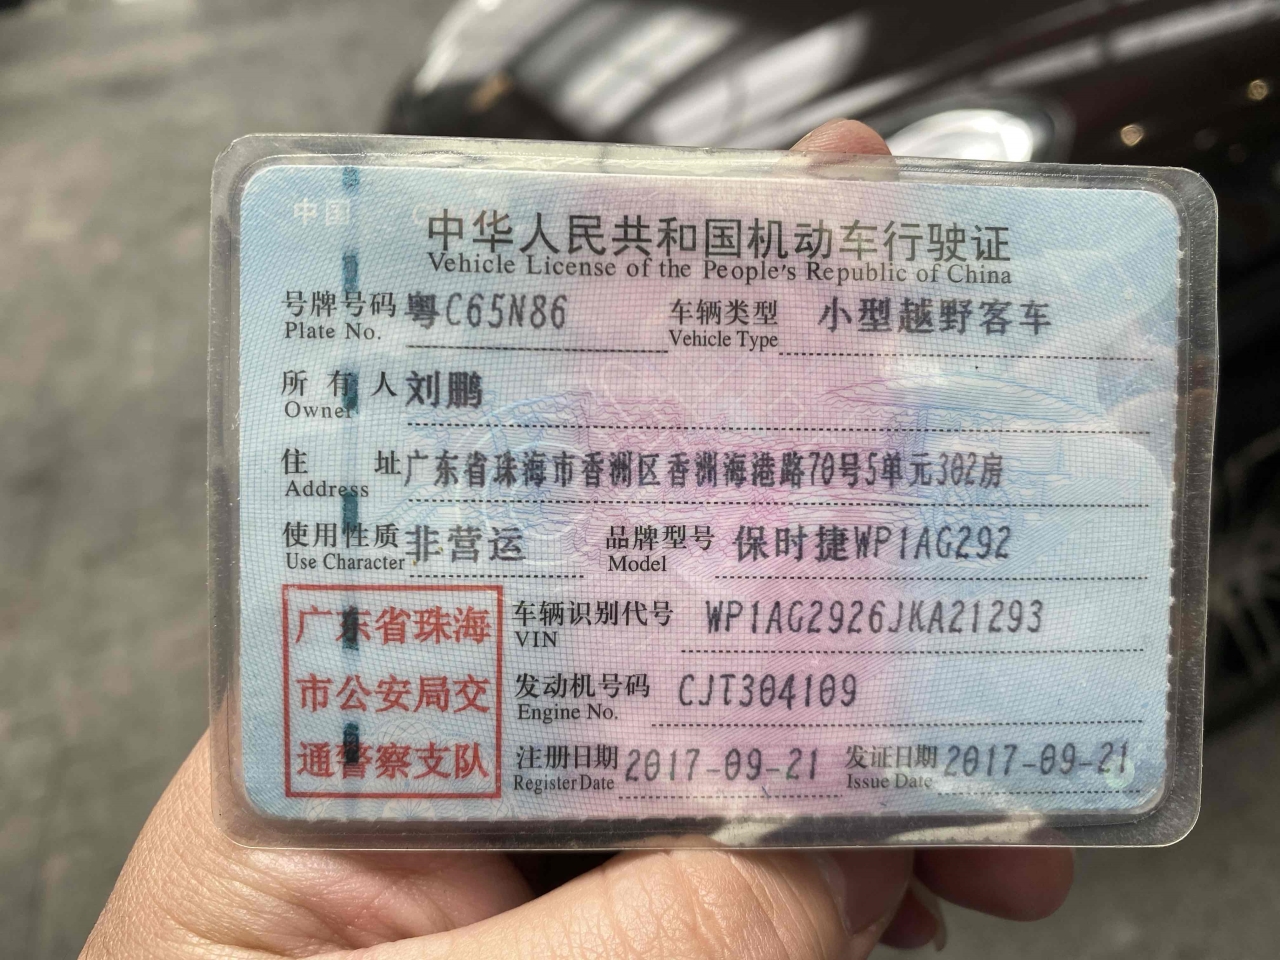 中国
中华人民共和国机动车行驶证
Vehicle License of the People's Republic of China
号牌号码 粤C65N86 车辆类型 小型越野客车
Plate No. Vehicle Type
所有人 刘鹏
Owner
住址 广东省珠海市香洲区香洲海港路70号5单元302房
Address
使用性质 非营运 品牌型号 保时捷WP1AG292
Use Character Model
广东省珠海
市公安局交
通警察支队
车辆识别代号 WP1AG2926JKA21293
VIN
发动机号码 CJT304109
Engine No.
注册日期 2017-09-21 发证日期 2017-09-21
Register Date Issue Date